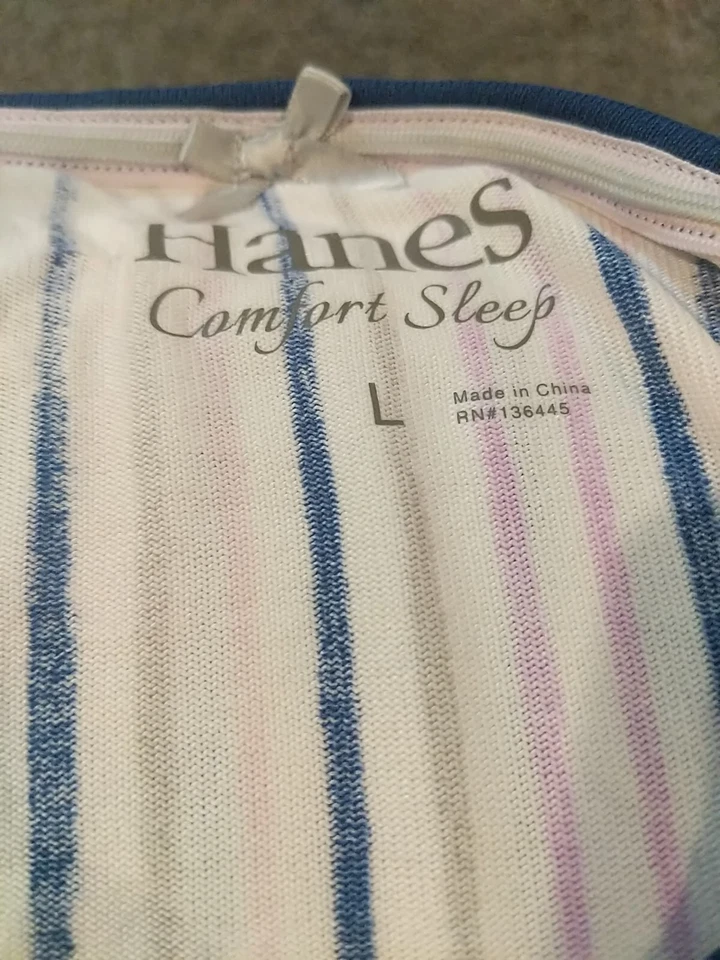 Hanes
Comfort Sleep
L
Made in China
RN#136445